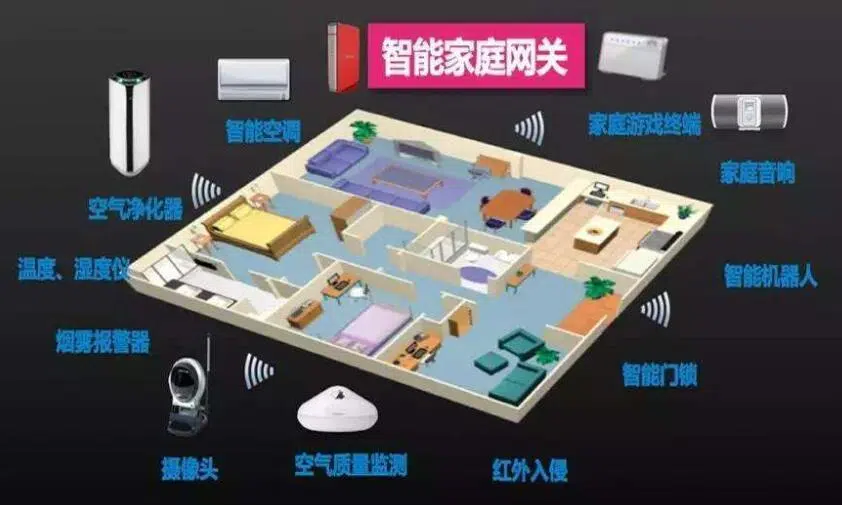 智能家庭网关
智能空调
家庭游戏终端
家庭音响
空气净化器
温度、湿度仪
智能机器人
烟雾报警器
智能门锁
摄像头
空气质量监测
红外入侵